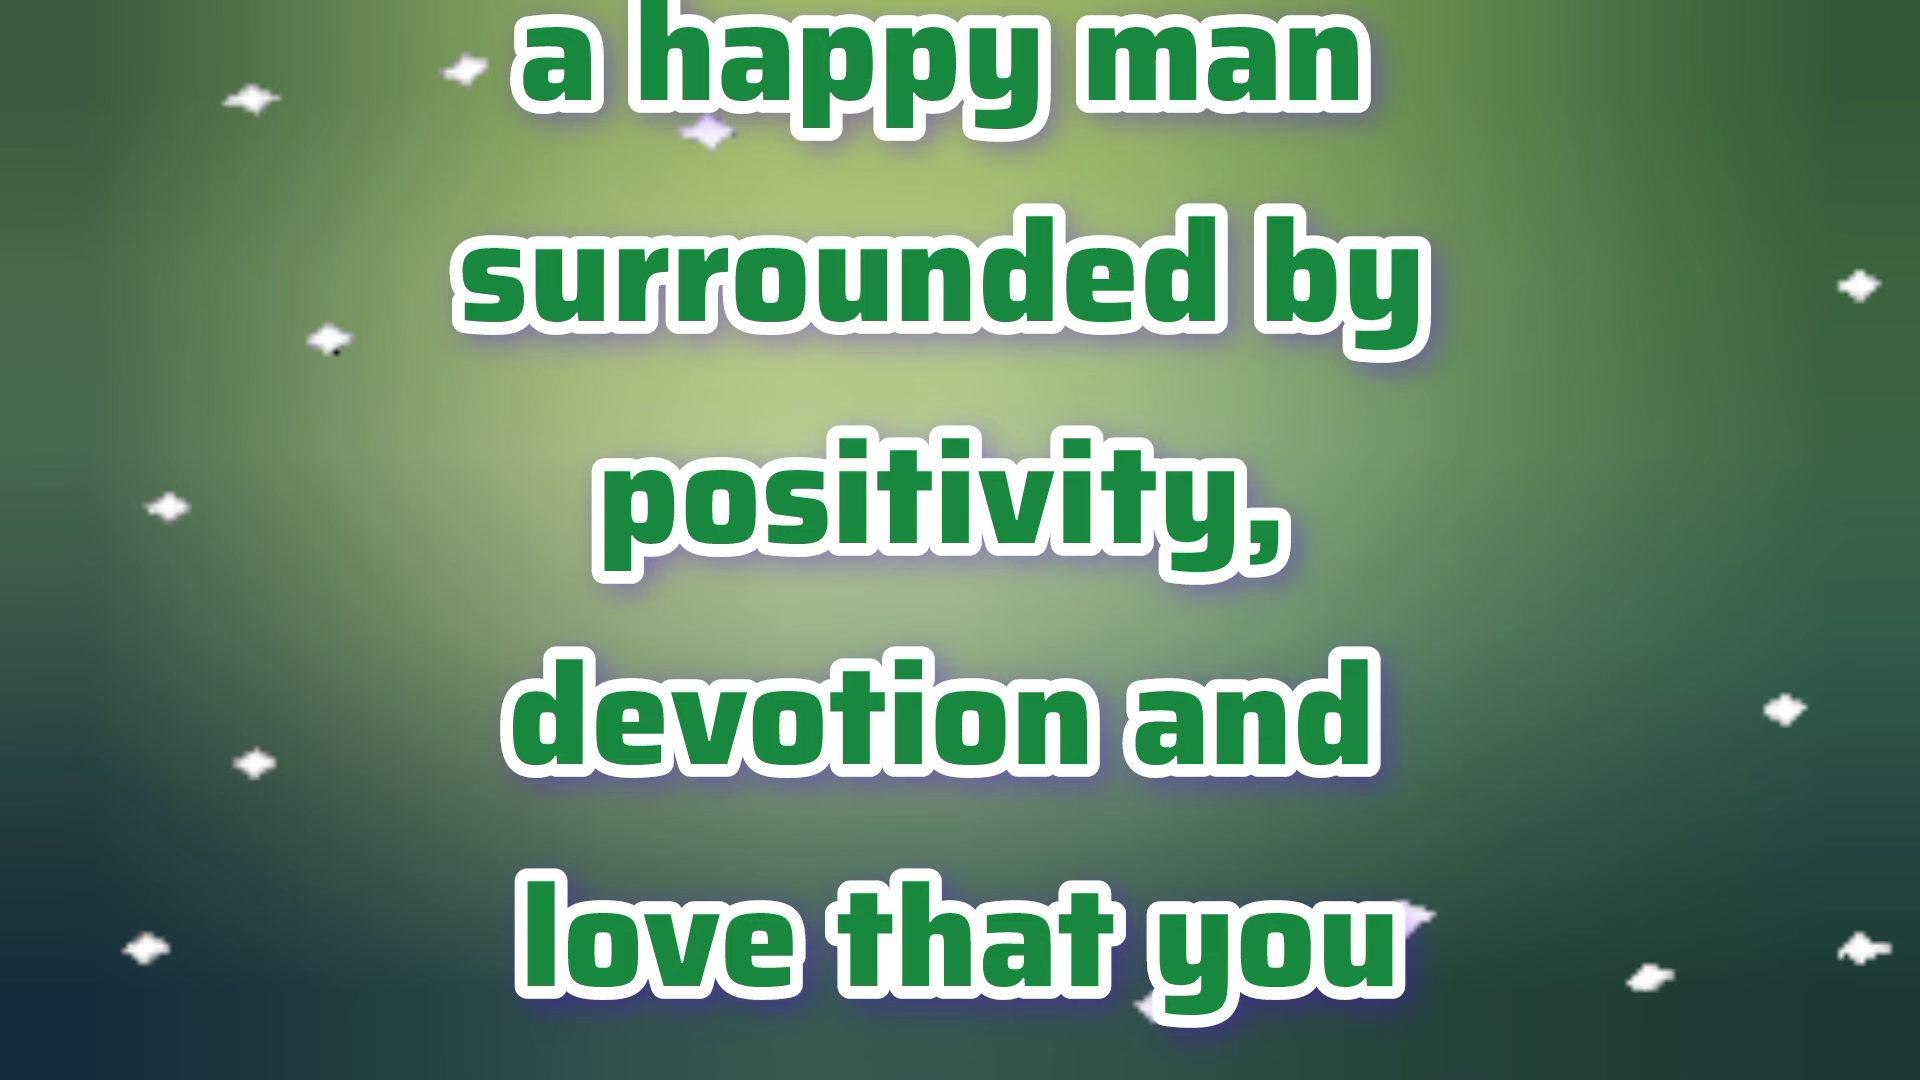 a happy man
surrounded by
positivity,
devotion and
love that you